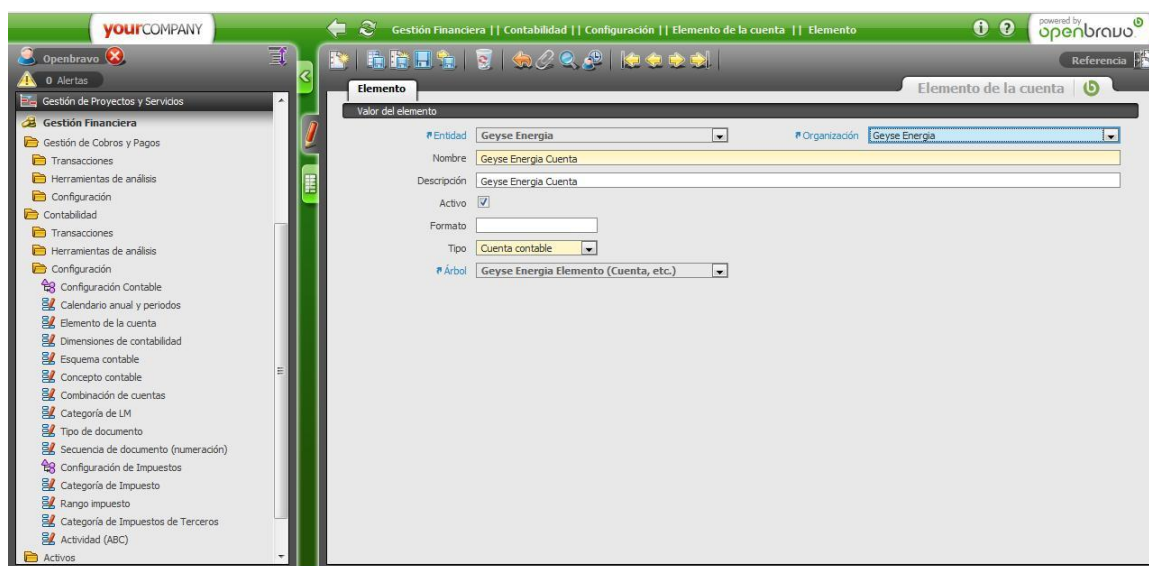 yourCOMPANY
Gestión Financiera || Contabilidad || Configuración || Elemento de la cuenta || Elemento
powered by
openbravo
Openbravo
0 Alertas
Referencia
Gestión de Proyectos y Servicios
Gestión Financiera
Gestión de Cobros y Pagos
Transacciones
Herramientas de análisis
Configuración
Contabilidad
Transacciones
Herramientas de análisis
Configuración
Configuración Contable
Calendario anual y periodos
Elemento de la cuenta
Dimensiones de contabilidad
Esquema contable
Concepto contable
Combinación de cuentas
Categoría de LM
Tipo de documento
Secuencia de documento (numeración)
Configuración de Impuestos
Categoría de Impuesto
Rango impuesto
Categoría de Impuestos de Terceros
Actividad (ABC)
Activos
Elemento
Elemento de la cuenta
Valor del elemento
Entidad Geyse Energia Organización Geyse Energia
Nombre Geyse Energia Cuenta
Descripción Geyse Energia Cuenta
Activo
Formato
Tipo Cuenta contable
Árbol Geyse Energia Elemento (Cuenta, etc.)